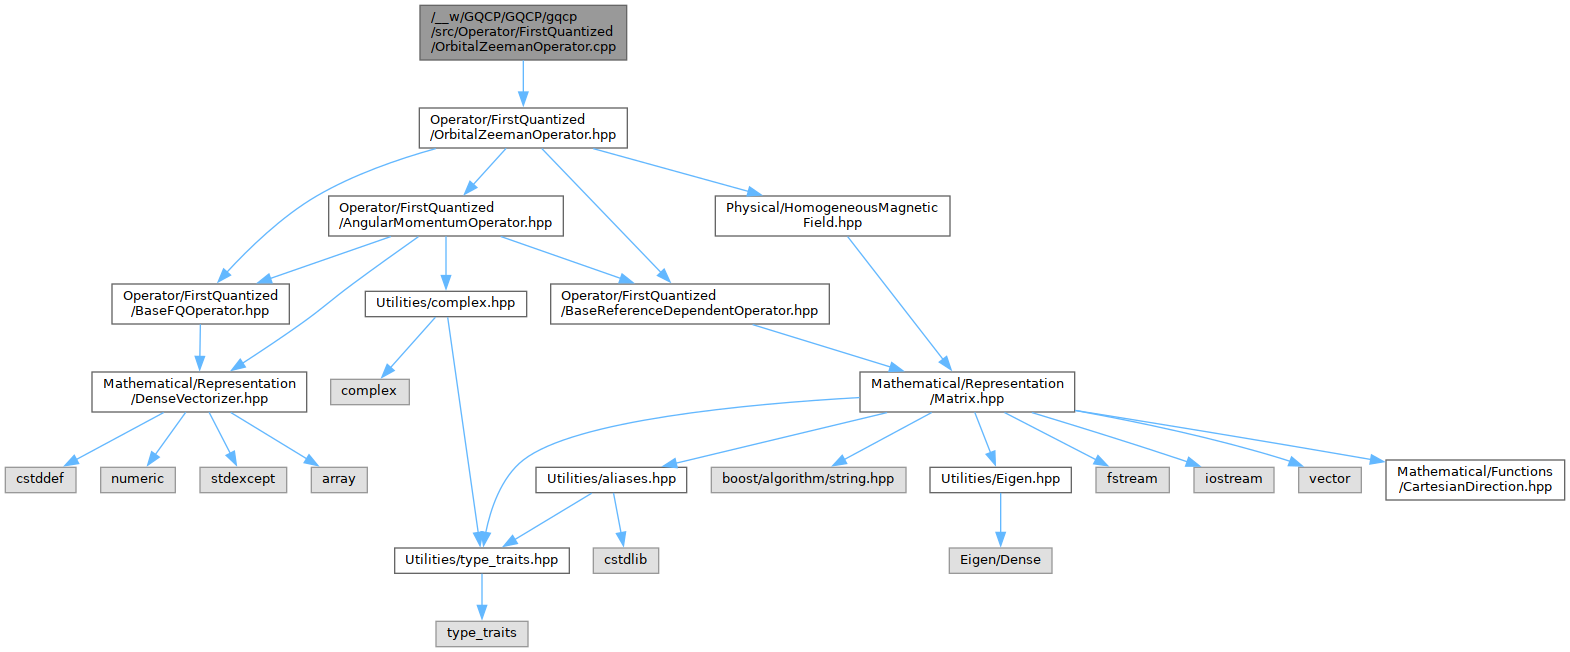 /__w/GQCP/GQCP/gqcp
/src/Operator/FirstQuantized
/OrbitalZeemanOperator.cpp
Operator/FirstQuantized
/OrbitalZeemanOperator.hpp
Operator/FirstQuantized
/AngularMomentumOperator.hpp
Physical/HomogeneousMagnetic
Field.hpp
Operator/FirstQuantized
/BaseFQOperator.hpp
Utilities/complex.hpp
Operator/FirstQuantized
/BaseReferenceDependentOperator.hpp
Mathematical/Representation
/DenseVectorizer.hpp
complex
Mathematical/Representation
/Matrix.hpp
cstddef
numeric
stdexcept
array
Utilities/aliases.hpp
boost/algorithm/string.hpp
Utilities/Eigen.hpp
fstream
iostream
vector
Mathematical/Functions
/CartesianDirection.hpp
Utilities/type_traits.hpp
cstdlib
Eigen/Dense
type_traits